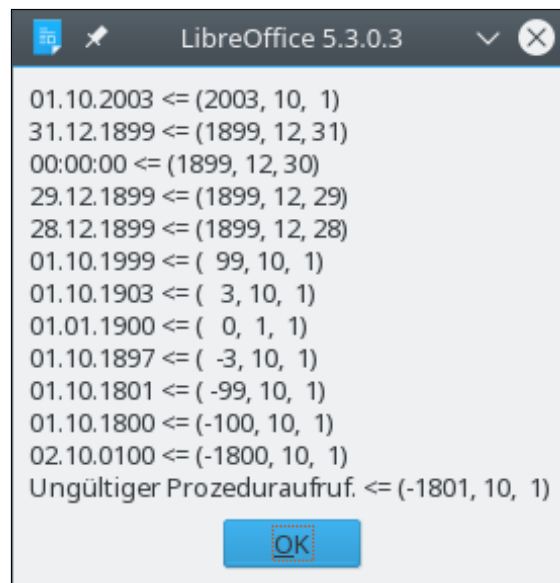 LibreOffice 5.3.0.3
01.10.2003 <= (2003, 10,  1)
31.12.1899 <= (1899, 12, 31)
00:00:00 <= (1899, 12, 30)
29.12.1899 <= (1899, 12, 29)
28.12.1899 <= (1899, 12, 28)
01.10.1999 <= (  99, 10,  1)
01.10.1903 <= (   3, 10,  1)
01.01.1900 <= (   0,  1,  1)
01.10.1897 <= (  -3, 10,  1)
01.10.1801 <= ( -99, 10,  1)
01.10.1800 <= (-100, 10,  1)
02.10.0100 <= (-1800, 10,  1)
Ungültiger Prozeduraufruf. <= (-1801, 10,  1)
OK